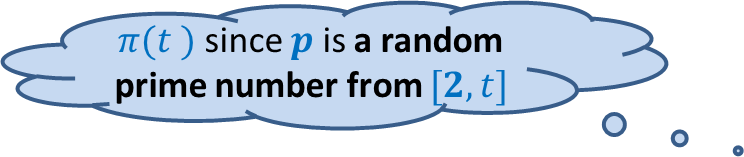 π(t ) since p is a random
prime number from [2, t]